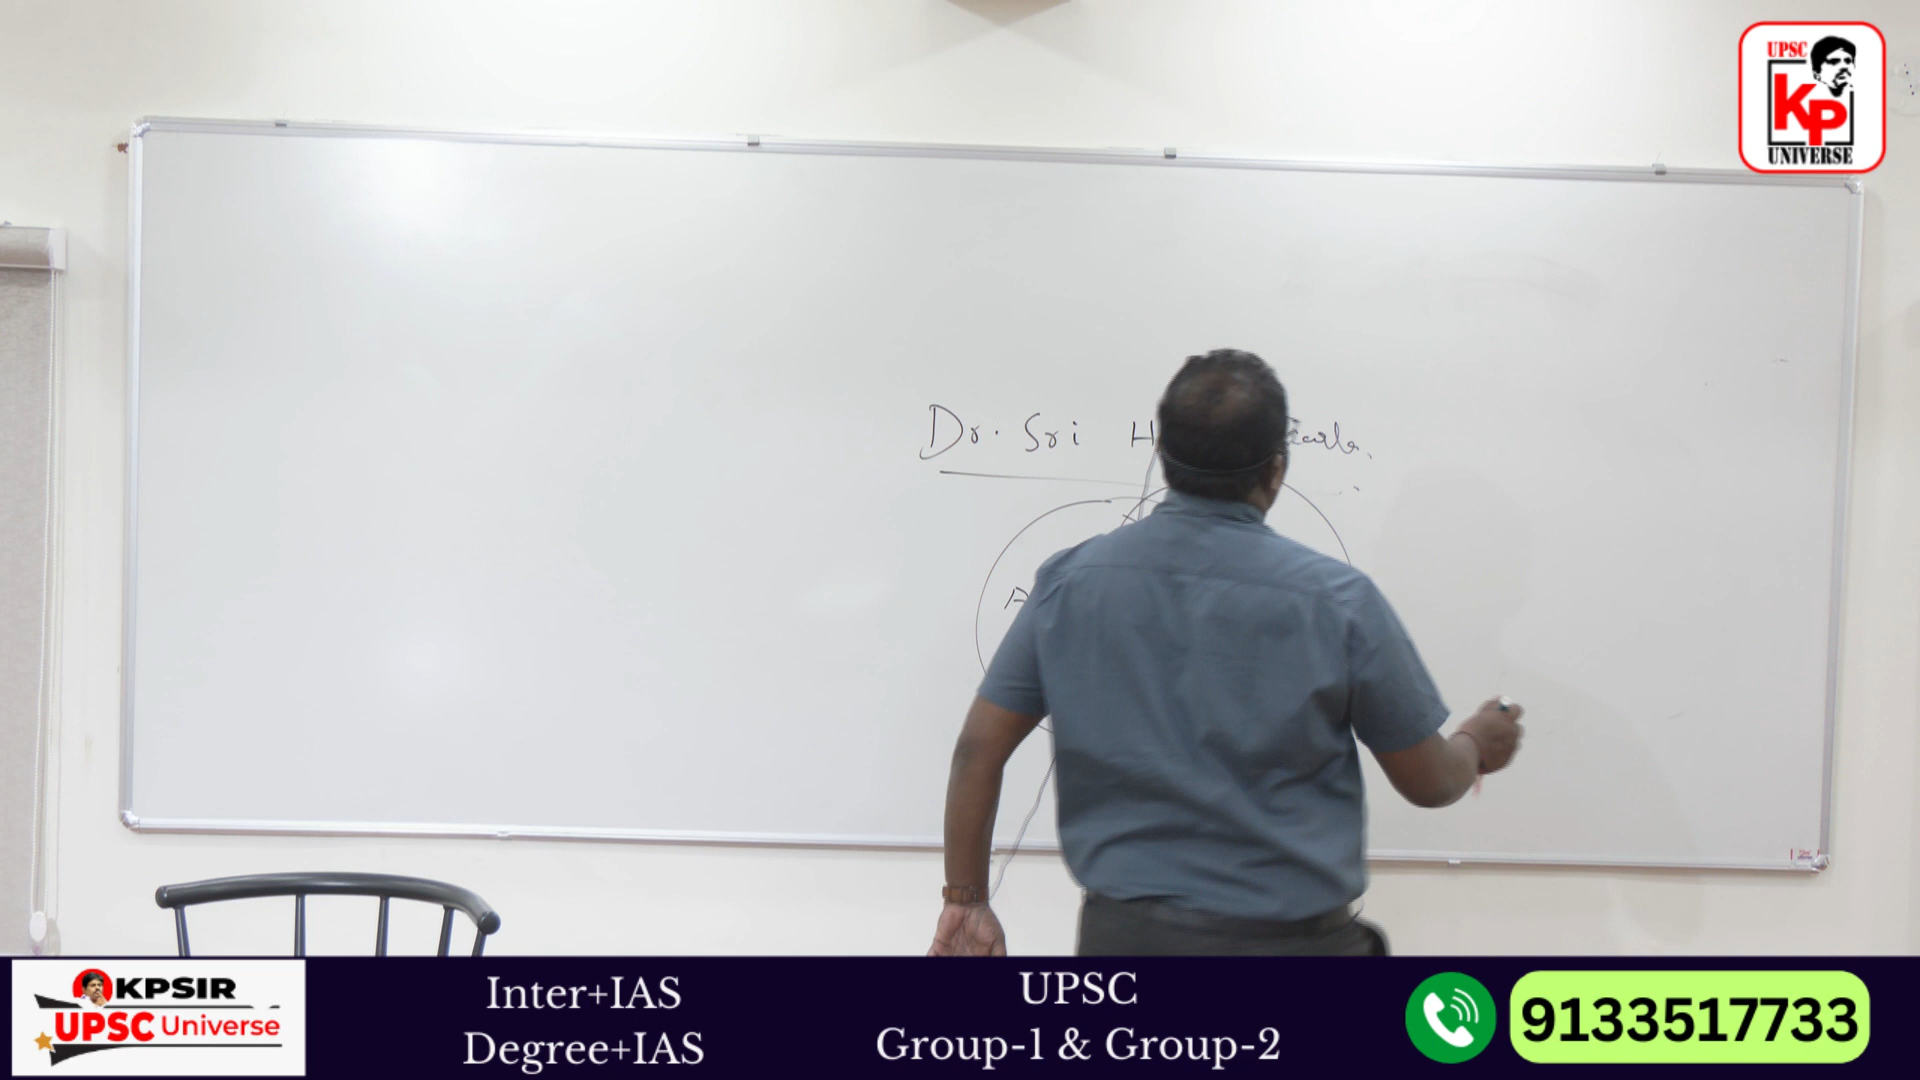 UPSC
KP
UNIVERSE
Dr. Sri H
A
KPSIR
UPSC Universe
Inter+IAS
Degree+IAS
UPSC
Group-1 & Group-2
9133517733